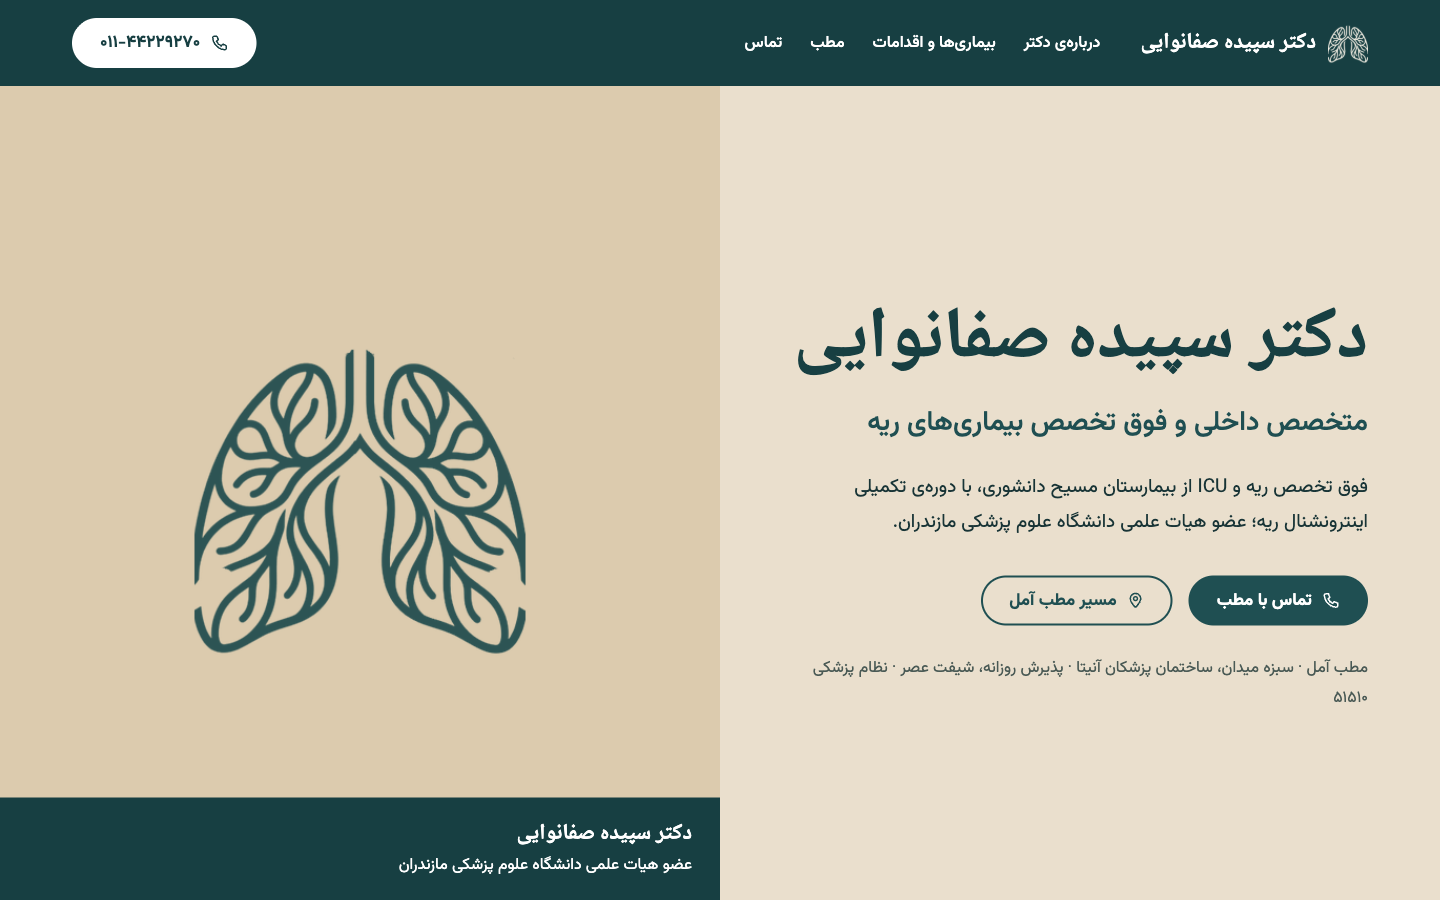 دکتر سپیده صفانوایی
درباره‌ی دکتر
بیماری‌ها و اقدامات
مطب
تماس
۰۱۱-۴۴۲۲۹۲۷۰
دکتر سپیده صفانوایی
متخصص داخلی و فوق تخصص بیماری‌های ریه
فوق تخصص ریه و ICU از بیمارستان مسیح دانشوری، با دوره‌ی تکمیلی
اینترونشنال ریه؛ عضو هیات علمی دانشگاه علوم پزشکی مازندران.
تماس با مطب
مسیر مطب آمل
مطب آمل · سبزه میدان، ساختمان پزشکان آنیتا · پذیرش روزانه، شیفت عصر · نظام پزشکی
۵۱۵۱۰
دکتر سپیده صفانوایی
عضو هیات علمی دانشگاه علوم پزشکی مازندران